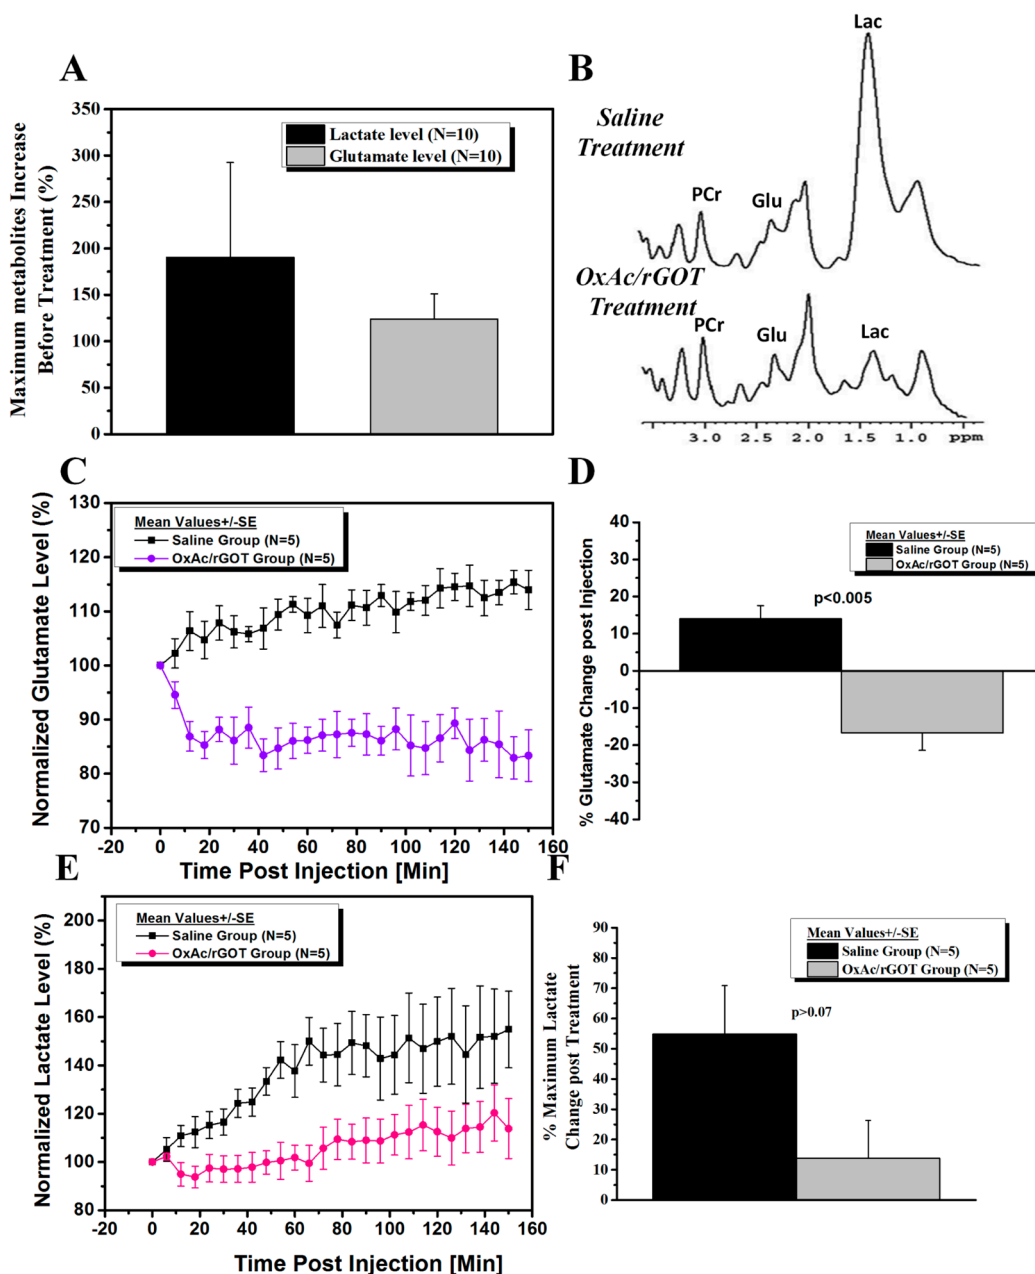 A
Maximum metabolites Increase
Before Treatment (%)
350
300
250
200
150
100
50
0
Lactate level (N=10)
Glutamate level (N=10)
B
Lac
Saline
Treatment
PCr
Glu
OxAc/rGOT
Treatment
PCr
Glu
Lac
3.0 2.5 2.0 1.5 1.0 ppm
C
Normalized Glutamate Level (%)
130
120
110
100
90
80
70
Mean Values+/-SE
Saline Group (N=5)
OxAc/rGOT Group (N=5)
-20 0 20 40 60 80 100 120 140 160
Time Post Injection [Min]
D
% Glutamate Change post Injection
40
30
20
10
0
-10
-20
-30
-40
Mean Values+/-SE
Saline Group (N=5)
OxAc/rGOT Group (N=5)
p<0.005
E
Normalized Lactate Level (%)
200
180
160
140
120
100
80
Mean Values+/-SE
Saline Group (N=5)
OxAc/rGOT Group (N=5)
-20 0 20 40 60 80 100 120 140 160
Time Post Injection [Min]
F
% Maximum Lactate
Change post Treatment
90
80
70
60
50
40
30
20
10
0
Mean Values+/-SE
Saline Group (N=5)
OxAc/rGOT Group (N=5)
p>0.07